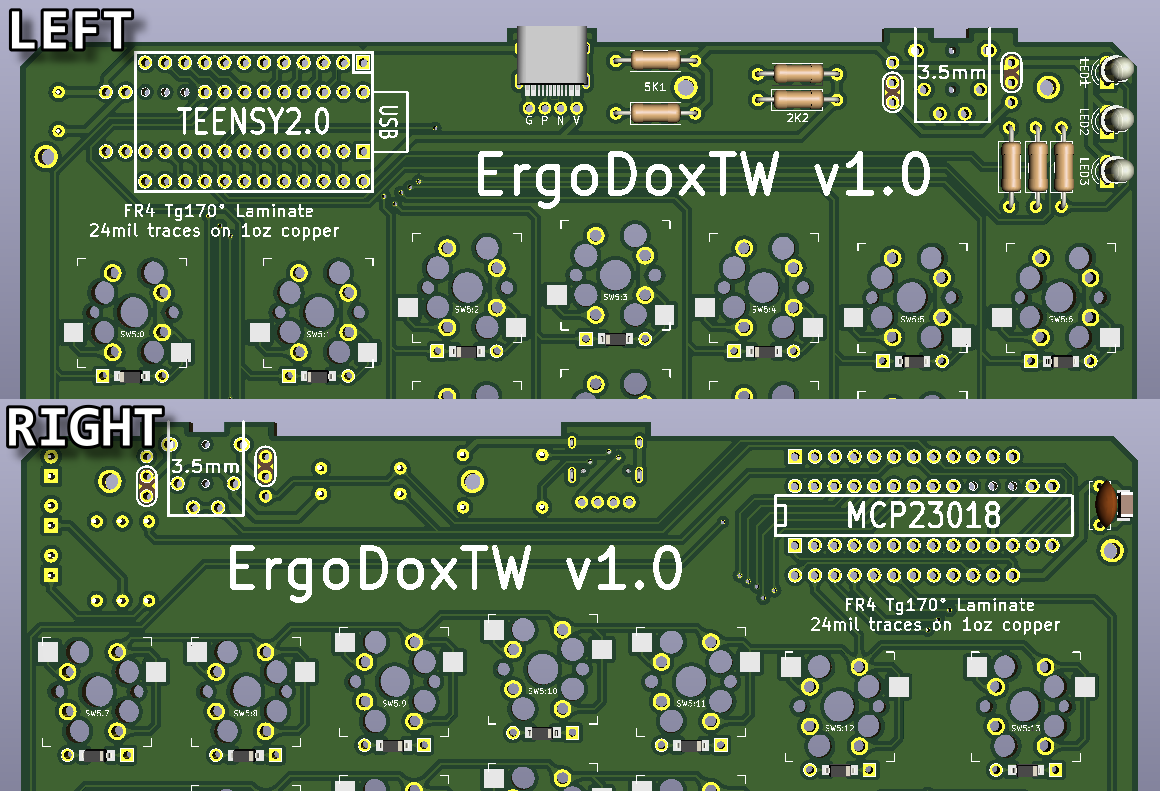 LEFT
TEENSY2.0
USB
G P N V
5K1
2K2
3.5mm
LED1
LED2
LED3
ErgoDoxTW v1.0
FR4 Tg170° Laminate
24mil traces on 1oz copper
SW5:0
SW5:1
SW5:2
SW5:3
SW5:4
SW5:5
SW5:6
RIGHT
3.5mm
MCP23018
ErgoDoxTW v1.0
FR4 Tg170° Laminate
24mil traces on 1oz copper
SW5:7
SW5:8
SW5:9
SW5:10
SW5:11
SW5:12
SW5:13